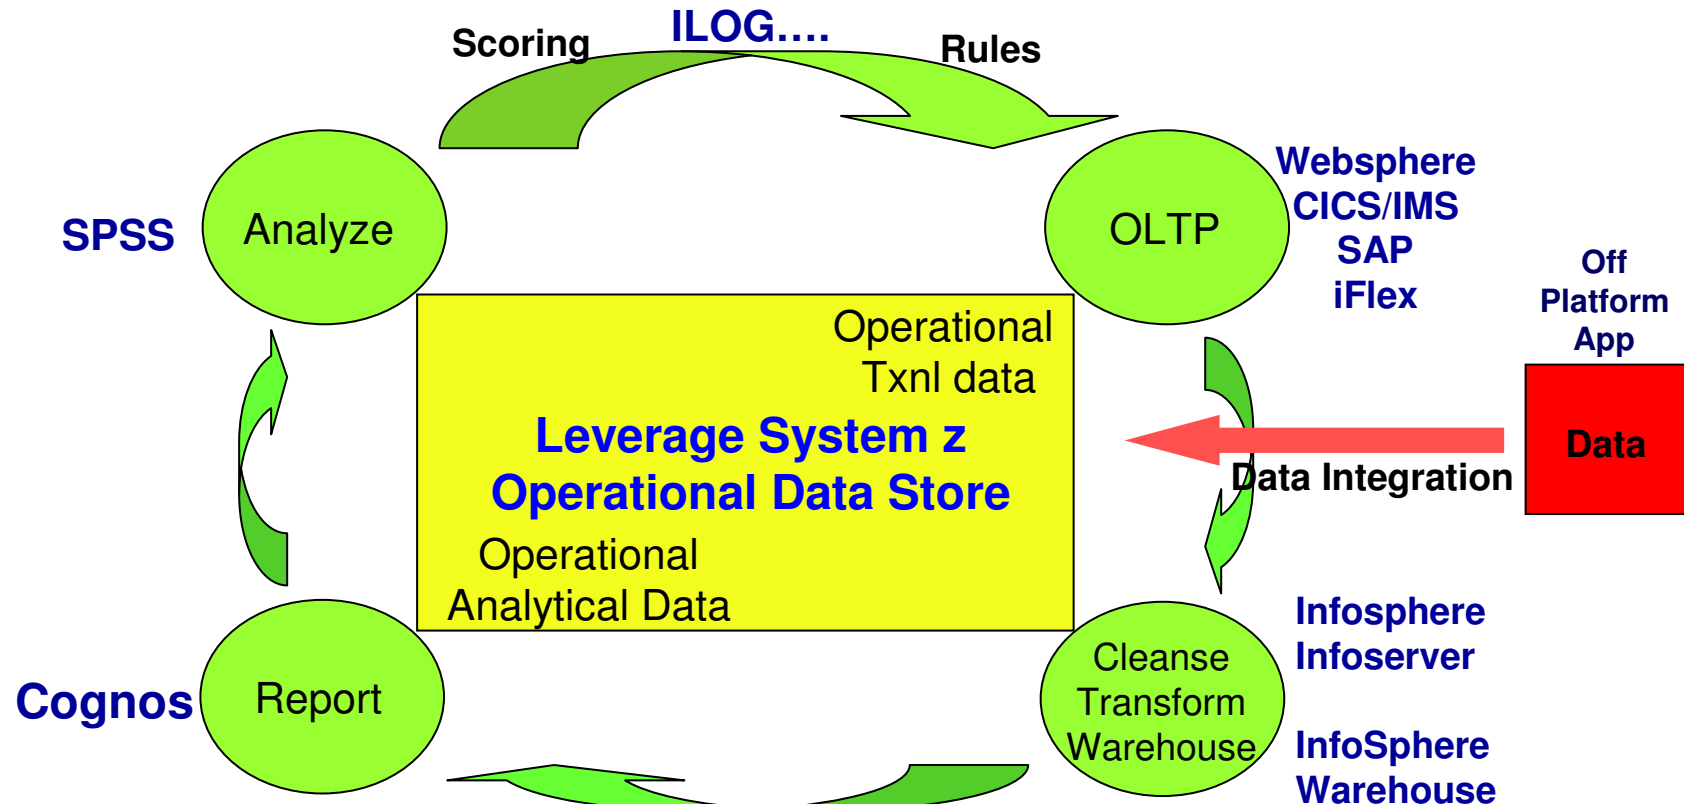 ILOG....
Scoring
Rules
SPSS
Analyze
OLTP
Websphere
CICS/IMS
SAP
iFlex
Off
Platform
App
Data
Data Integration
Operational
Txnl data
Leverage System z
Operational Data Store
Operational
Analytical Data
Cognos
Report
Cleanse
Transform
Warehouse
Infosphere
Infoserver
InfoSphere
Warehouse